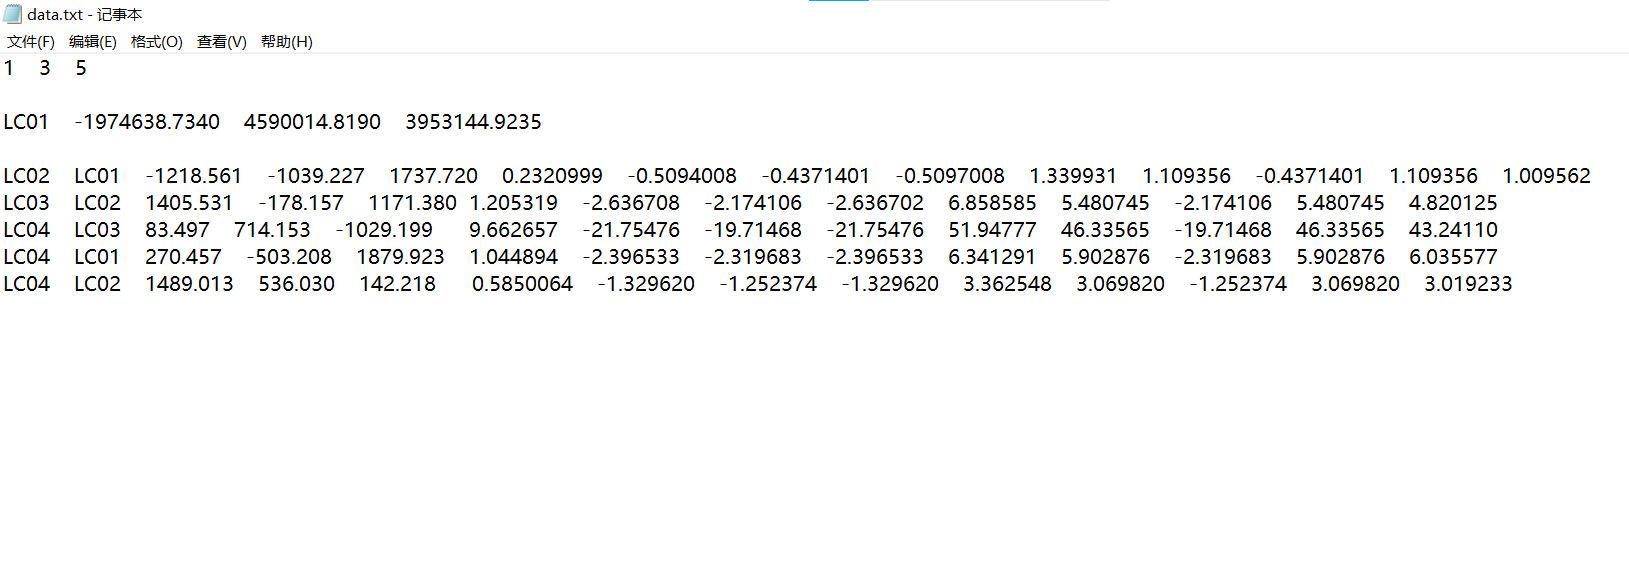 data.txt - 记事本
文件(F) 编辑(E) 格式(O) 查看(V) 帮助(H)
1 3 5
LC01 -1974638.7340 4590014.8190 3953144.9235
LC02 LC01 -1218.561 -1039.227 1737.720 0.2320999 -0.5094008 -0.4371401 -0.5097008 1.339931 1.109356 -0.4371401 1.109356 1.009562
LC03 LC02 1405.531 -178.157 1171.380 1.205319 -2.636708 -2.174106 -2.636702 6.858585 5.480745 -2.174106 5.480745 4.820125
LC04 LC03 83.497 714.153 -1029.199 9.662657 -21.75476 -19.71468 -21.75476 51.94777 46.33565 -19.71468 46.33565 43.24110
LC04 LC01 270.457 -503.208 1879.923 1.044894 -2.396533 -2.319683 -2.396533 6.341291 5.902876 -2.319683 5.902876 6.035577
LC04 LC02 1489.013 536.030 142.218 0.5850064 -1.329620 -1.252374 -1.329620 3.362548 3.069820 -1.252374 3.069820 3.019233